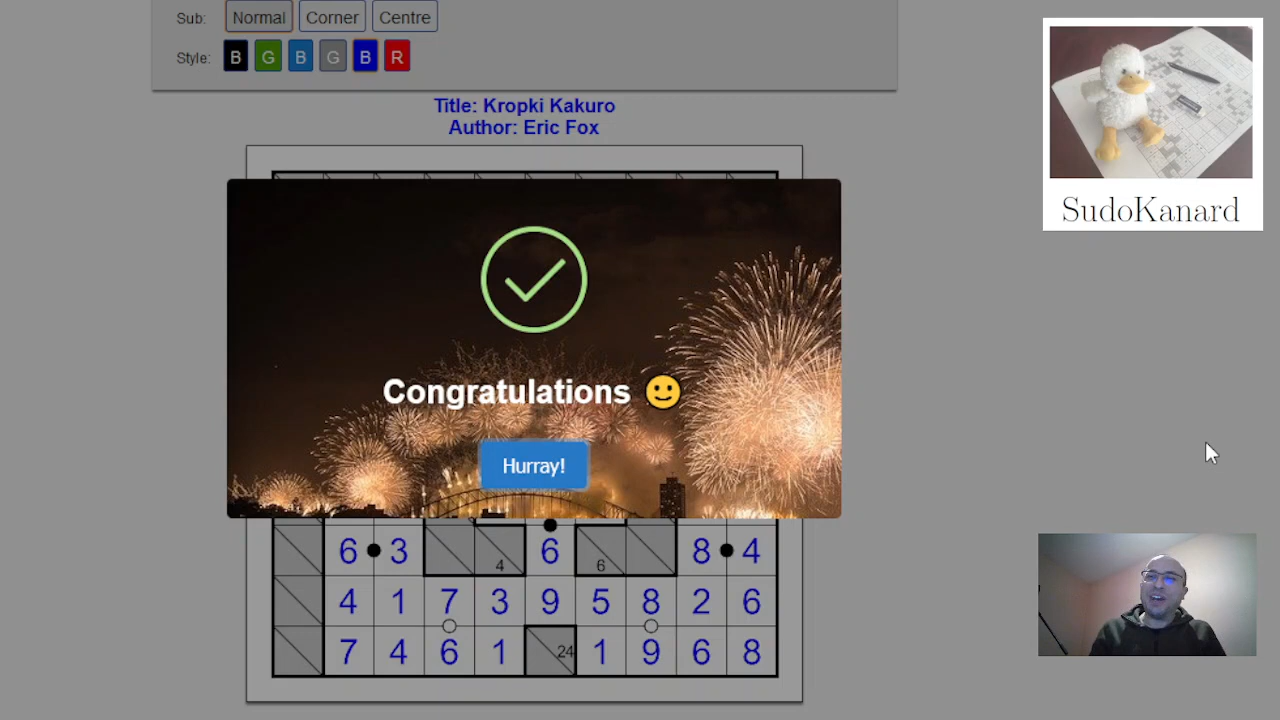 Sub: Normal Corner Centre
Style: B G B G B R
Title: Kropki Kakuro
Author: Eric Fox
SudoKanard
Congratulations 🙂
Hurray!
6 3 4 6 6 8 4
4 1 7 3 9 5 8 2 6
7 4 6 1 24 1 9 6 8